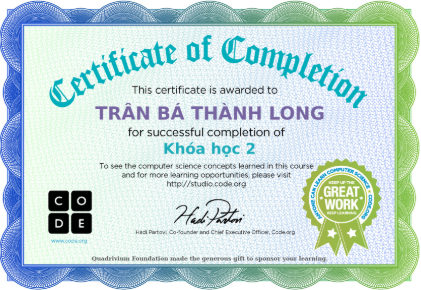 Certificate of Completion
This certificate is awarded to
TRÂN BÁ THÀNH LONG
for successful completion of
Khóa học 2
To see the computer science concepts learned in this course
and for more learning opportunities, please visit
http://studio.code.org
ANYONE CAN LEARN COMPUTER SCIENCE
KEEP UP THE
GREAT
WORK
KEEP LEARNING
C O
D E
www.code.org
Hadi Partovi
Hadi Partovi, Co-founder and Chief Executive Officer, Code.org
Quadrivium Foundation made the generous gift to sponsor your learning.